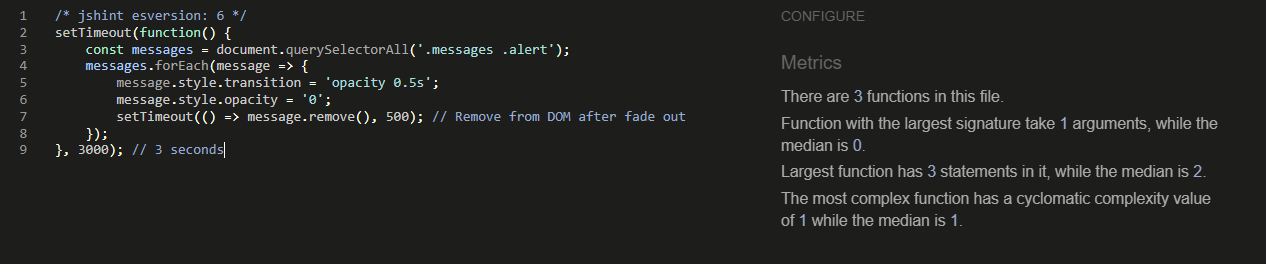 1 /* jshint esversion: 6 */
2 setTimeout(function() {
3     const messages = document.querySelectorAll('.messages .alert');
4     messages.forEach(message => {
5         message.style.transition = 'opacity 0.5s';
6         message.style.opacity = '0';
7         setTimeout(() => message.remove(), 500); // Remove from DOM after fade out
8     });
9 }, 3000); // 3 seconds
CONFIGURE
Metrics
There are 3 functions in this file.
Function with the largest signature take 1 arguments, while the
median is 0.
Largest function has 3 statements in it, while the median is 2.
The most complex function has a cyclomatic complexity value
of 1 while the median is 1.